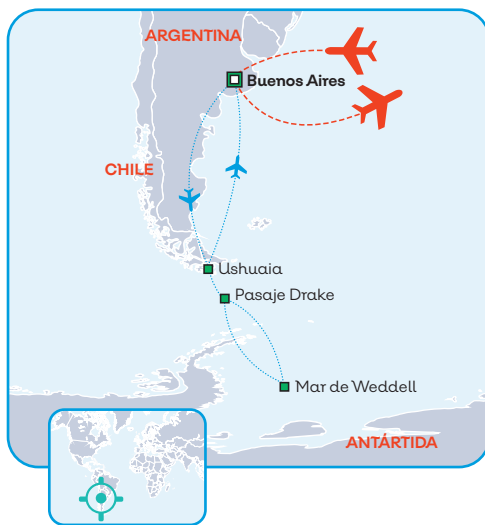 ARGENTINA
Buenos Aires
CHILE
Ushuaia
Pasaje Drake
Mar de Weddell
ANTÁRTIDA